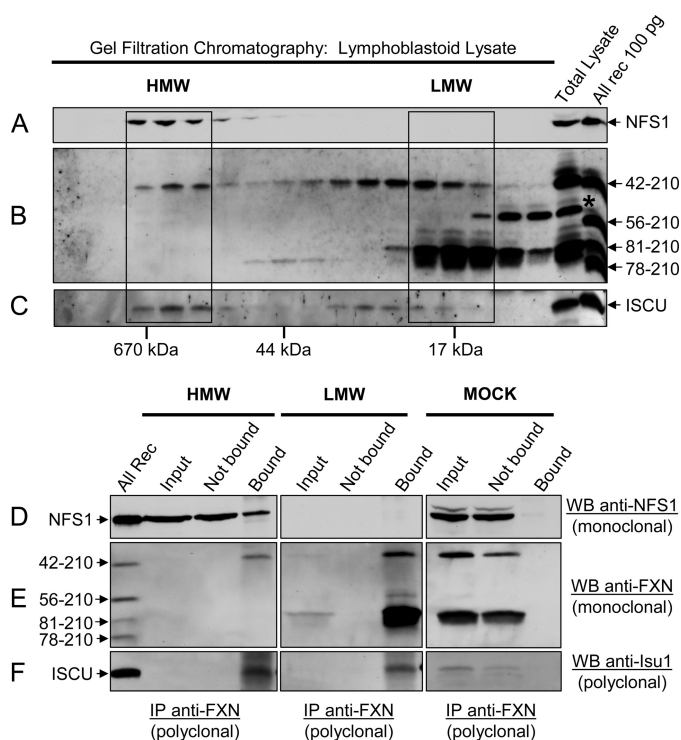 Gel Filtration Chromatography: Lymphoblastoid Lysate
HMW
LMW
Total Lysate
All rec 100 pg
A
NFS1
B
42-210
*
56-210
81-210
78-210
C
ISCU
670 kDa
44 kDa
17 kDa
HMW
LMW
MOCK
All Rec
Input
Not bound
Bound
Input
Not bound
Bound
Input
Not bound
Bound
D
NFS1
WB anti-NFS1
(monoclonal)
E
42-210
56-210
81-210
78-210
WB anti-FXN
(monoclonal)
F
ISCU
WB anti-Isu1
(polyclonal)
IP anti-FXN
(polyclonal)
IP anti-FXN
(polyclonal)
IP anti-FXN
(polyclonal)